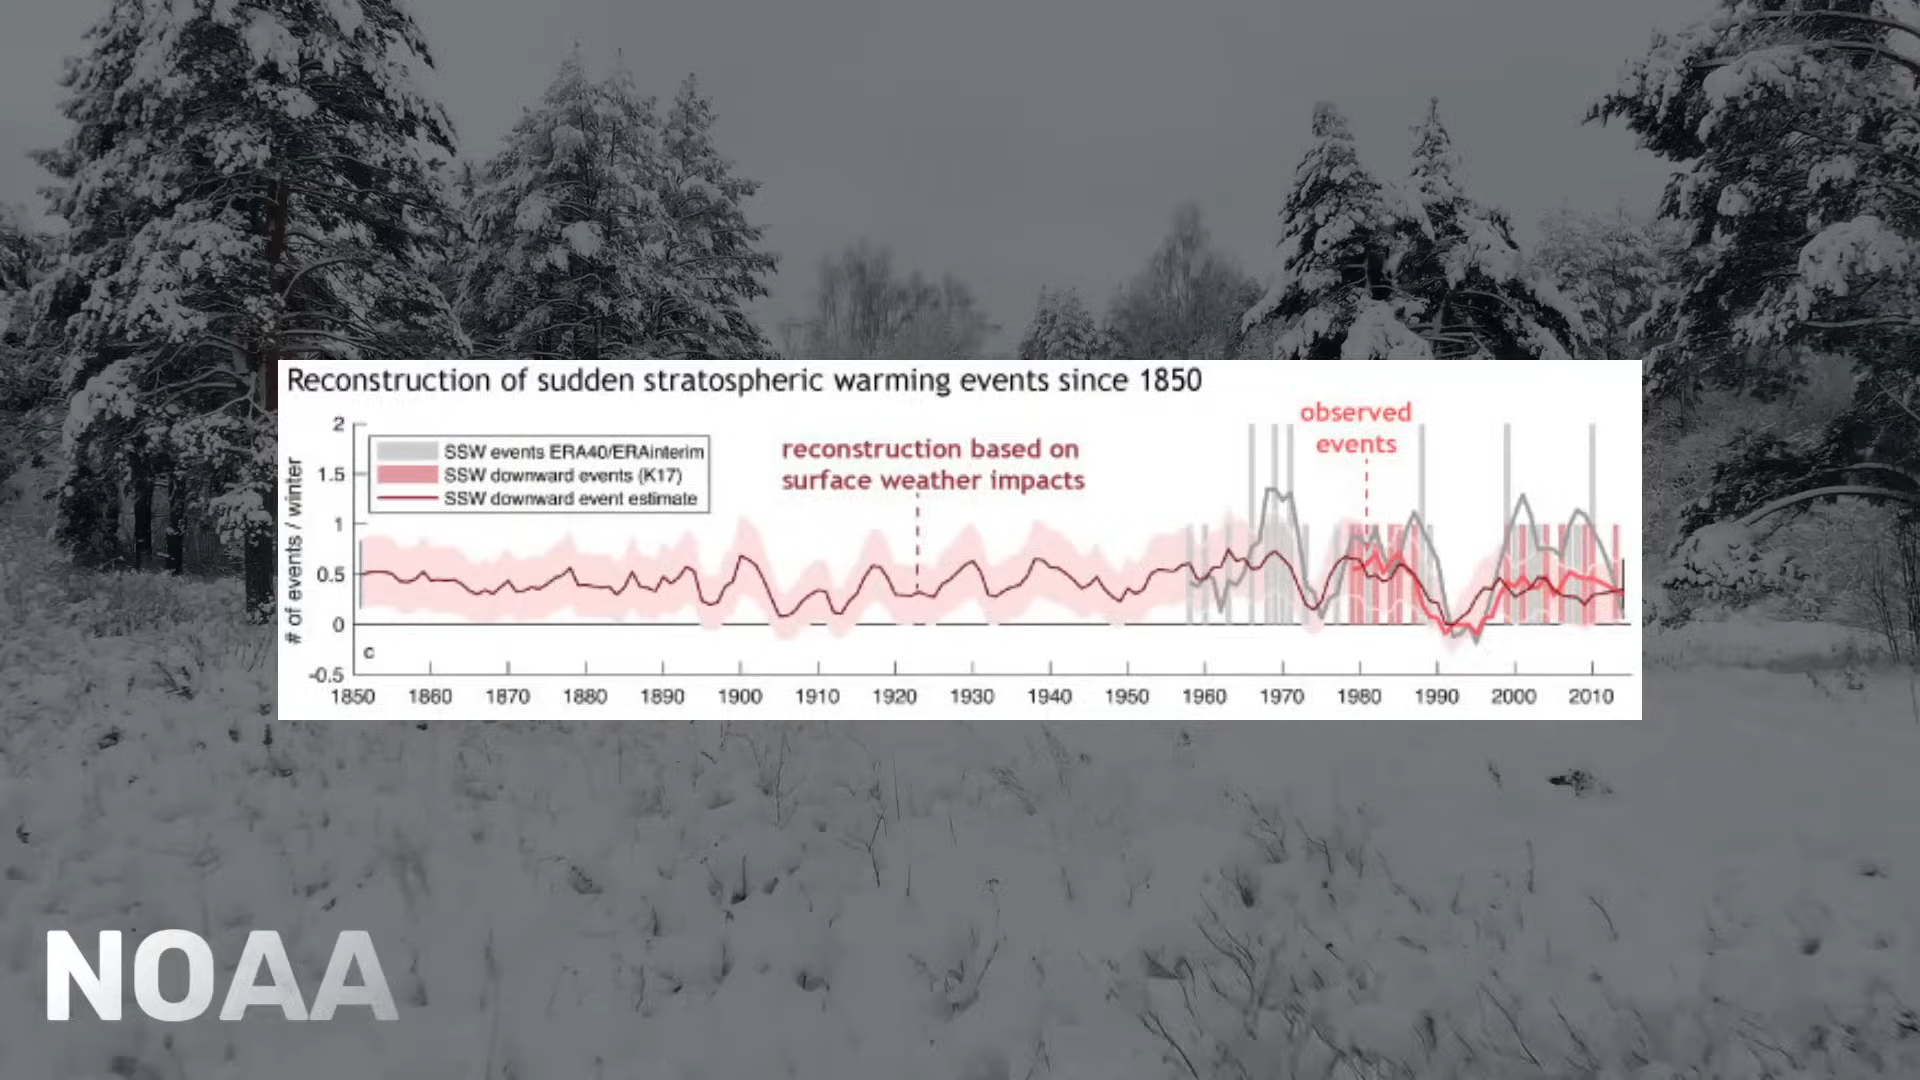 Reconstruction of sudden stratospheric warming events since 1850
observed
events
reconstruction based on
surface weather impacts
SSW events ERA40/ERAinterim
SSW downward events (K17)
SSW downward event estimate
# of events / winter
2
1.5
1
0.5
0
-0.5
c
1850 1860 1870 1880 1890 1900 1910 1920 1930 1940 1950 1960 1970 1980 1990 2000 2010
NOAA